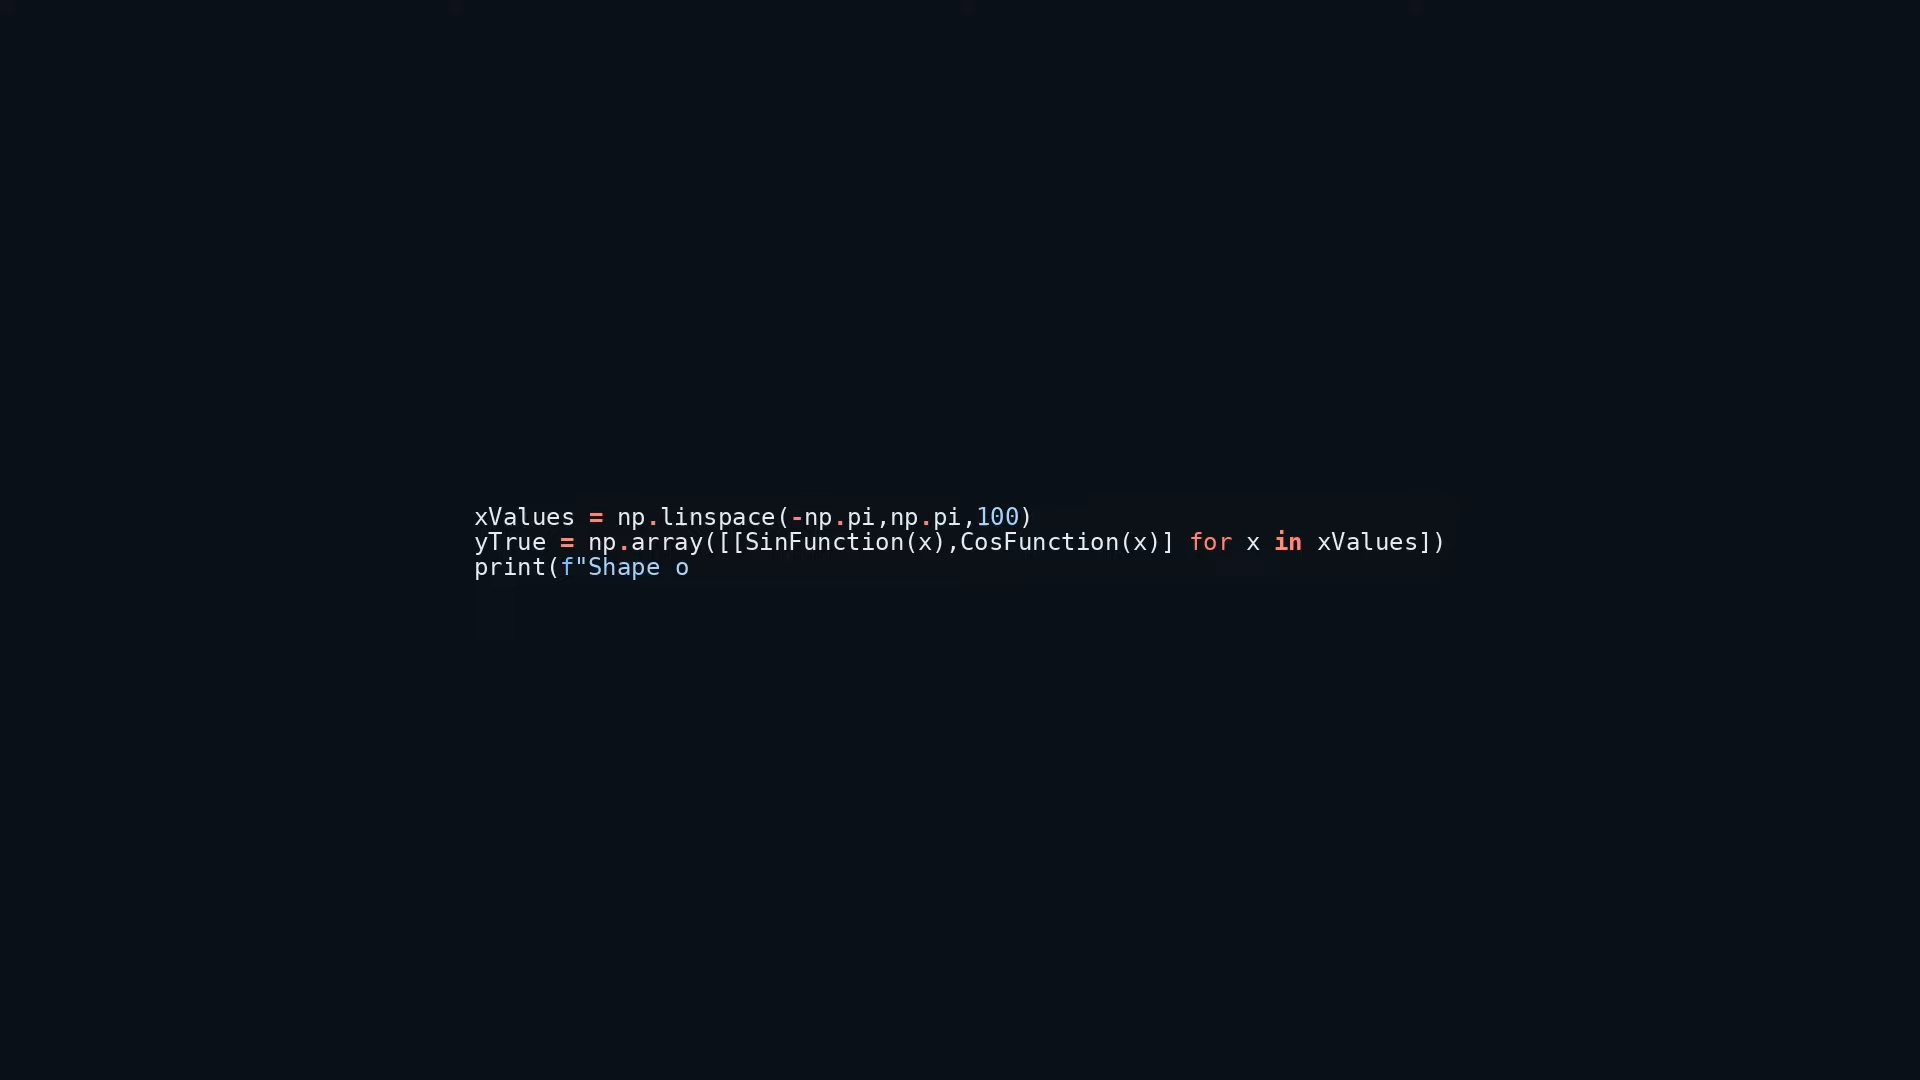 xValues = np.linspace(-np.pi,np.pi,100)
yTrue = np.array([[SinFunction(x),CosFunction(x)] for x in xValues])
print(f"Shape o